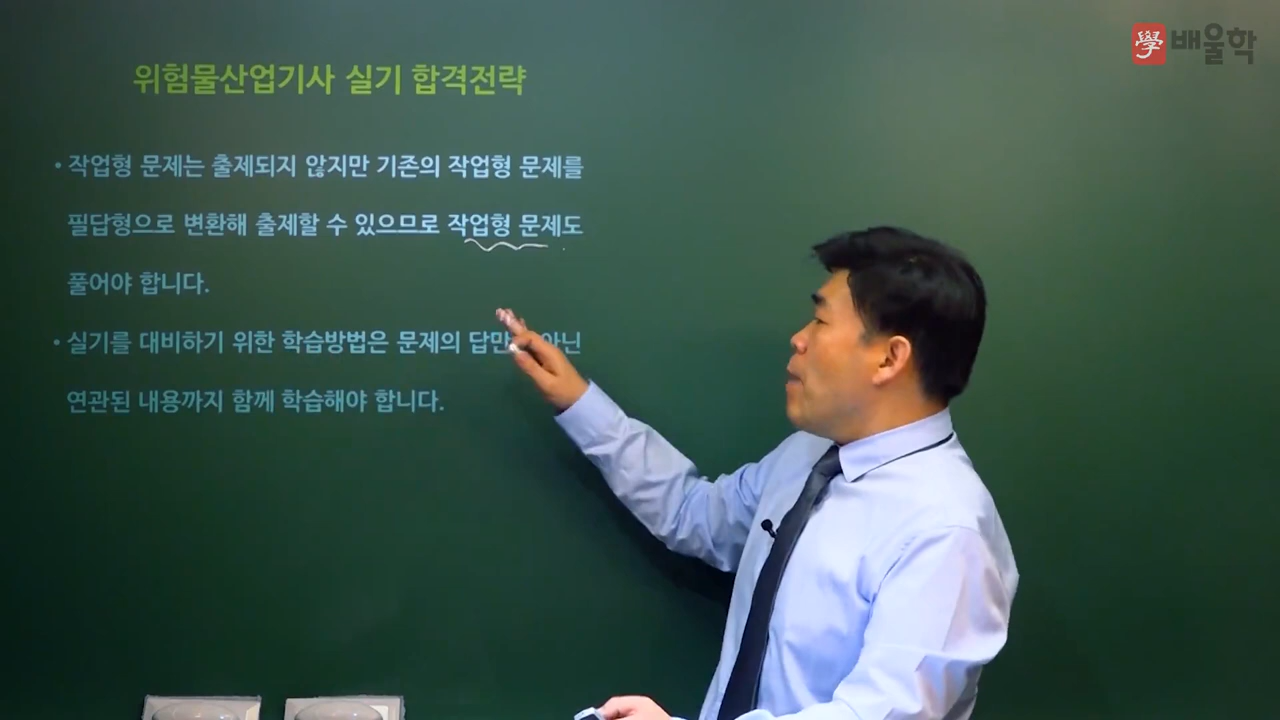 學 배울학
위험물산업기사 실기 합격전략
• 작업형 문제는 출제되지 않지만 기존의 작업형 문제를
필답형으로 변환해 출제할 수 있으므로 작업형 문제도
풀어야 합니다.
• 실기를 대비하기 위한 학습방법은 문제의 답만 아닌
연관된 내용까지 함께 학습해야 합니다.